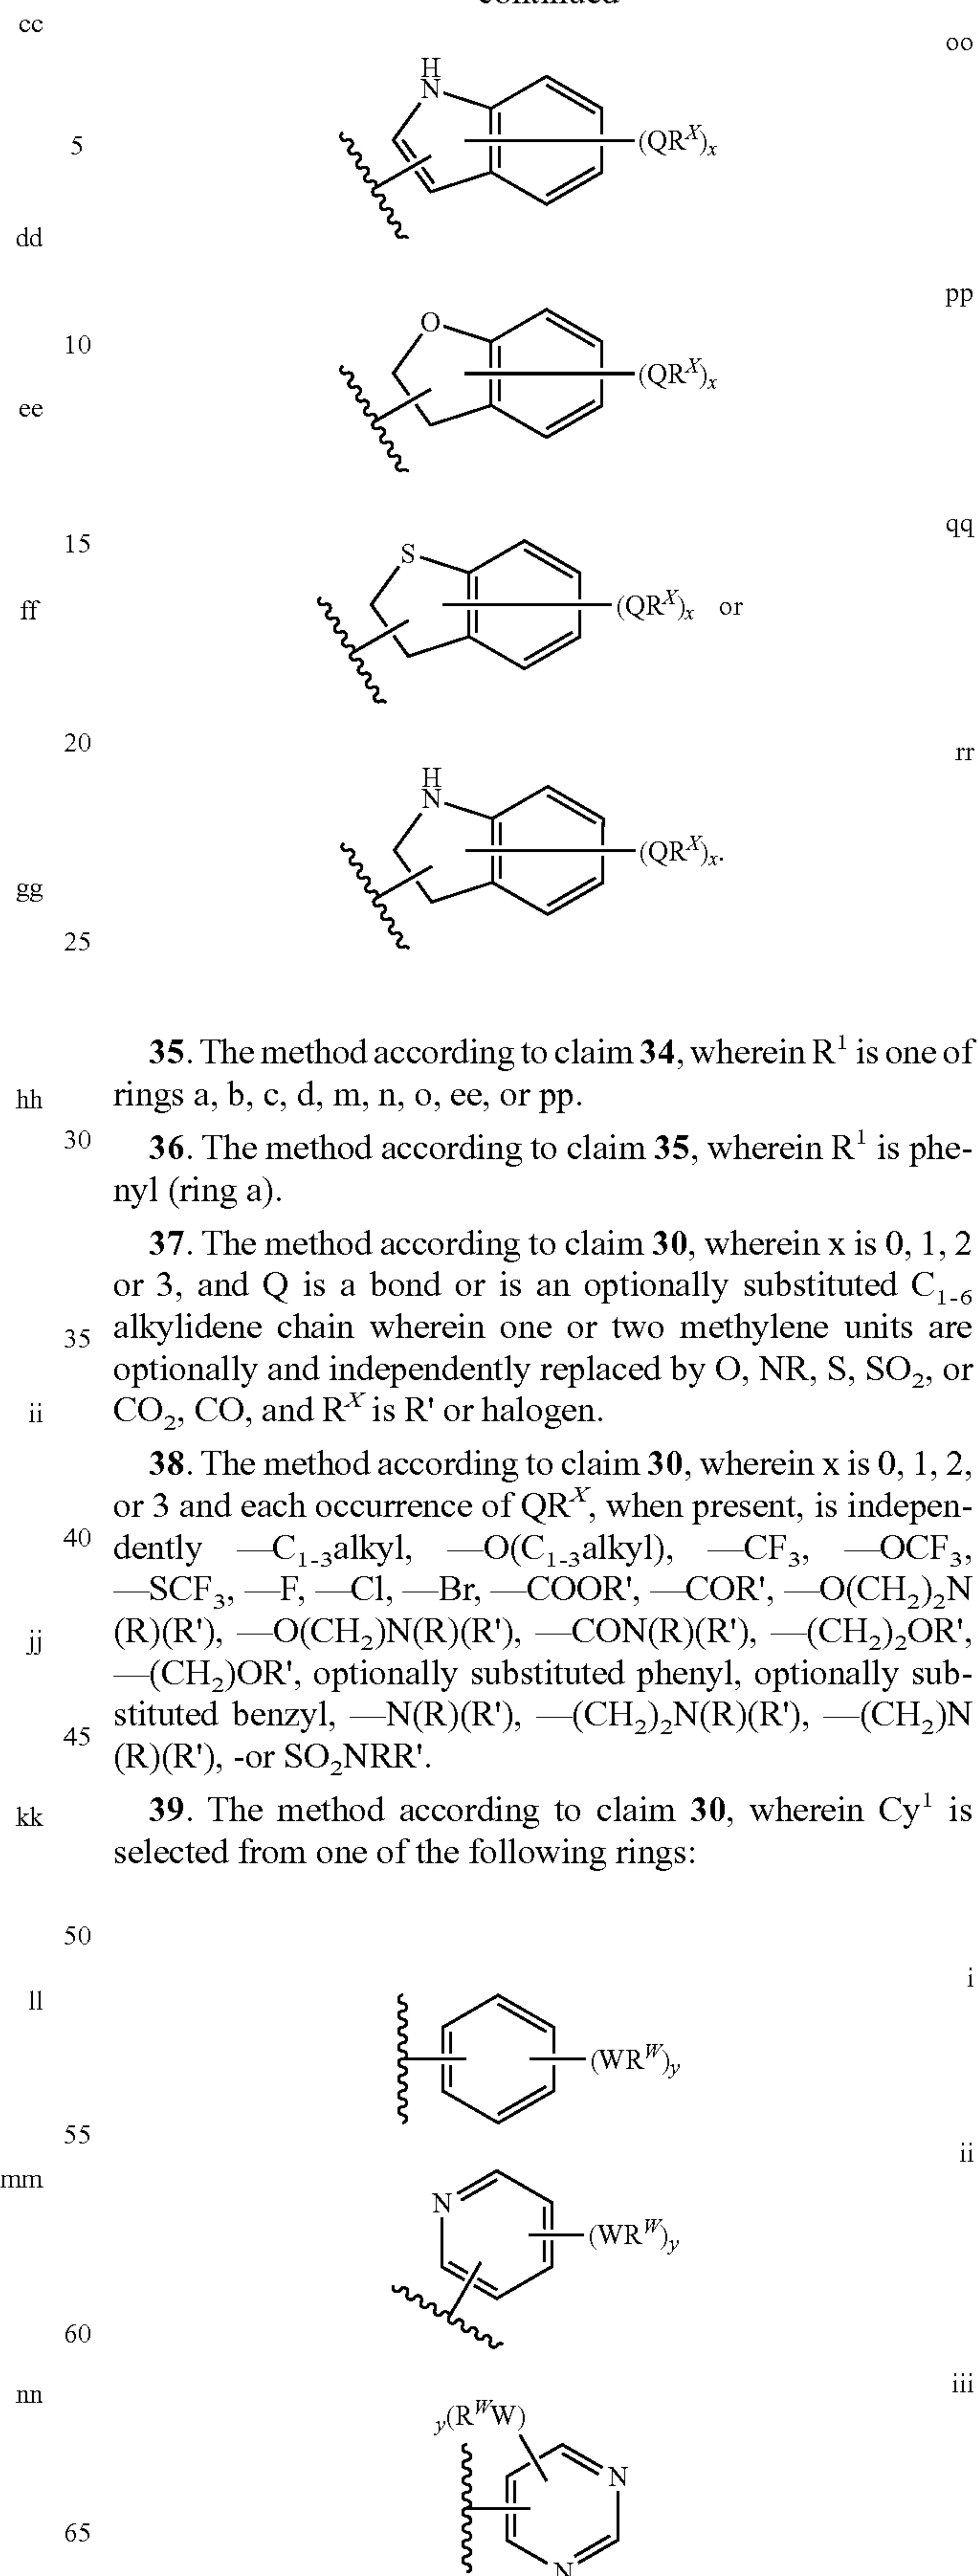 continued
cc
oo
H
N
(QR^X)_x
5
dd
pp
O
(QR^X)_x
10
ee
qq
15
S
(QR^X)_x or
ff
20
rr
H
N
(QR^X)_x.
gg
25
35. The method according to claim 34, wherein R^1 is one of
hh
rings a, b, c, d, m, n, o, ee, or pp.
30
36. The method according to claim 35, wherein R^1 is phe-
nyl (ring a).
37. The method according to claim 30, wherein x is 0, 1, 2
or 3, and Q is a bond or is an optionally substituted C_1-6
35
alkylidene chain wherein one or two methylene units are
optionally and independently replaced by O, NR, S, SO_2, or
ii
CO_2, CO, and R^X is R' or halogen.
38. The method according to claim 30, wherein x is 0, 1, 2,
or 3 and each occurrence of QR^X, when present, is indepen-
40
dently —C_1-3alkyl, —O(C_1-3alkyl), —CF_3, —OCF_3,
—SCF_3, —F, —Cl, —Br, —COOR', —COR', —O(CH_2)_2N
jj
(R)(R'), —O(CH_2)N(R)(R'), —CON(R)(R'), —(CH_2)_2OR',
—(CH_2)OR', optionally substituted phenyl, optionally sub-
45
stituted benzyl, —N(R)(R'), —(CH_2)_2N(R)(R'), —(CH_2)N
(R)(R'), -or SO_2NRR'.
kk
39. The method according to claim 30, wherein Cy^1 is
selected from one of the following rings:
50
i
ll
(WR^W)_y
55
ii
mm
N
(WR^W)_y
60
iii
nn
_y(R^WW)
N
65
N